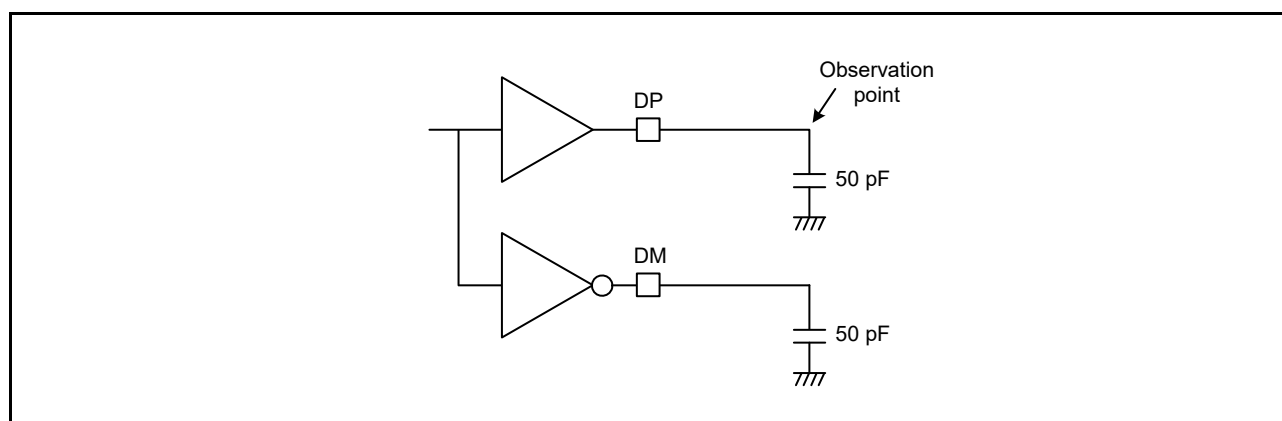 Observation
point
DP
50 pF
DM
50 pF